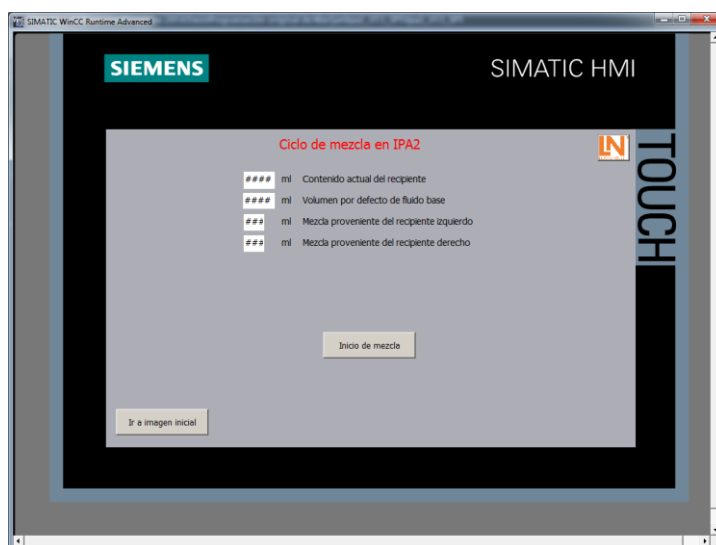 SIMATIC WinCC Runtime Advanced
SIEMENS
SIMATIC HMI
TOUCH
Ciclo de mezcla en IPA2
LN
#### ml Contenido actual del recipiente
#### ml Volumen por defecto de fluido base
### ml Mezcla proveniente del recipiente izquierdo
### ml Mezcla proveniente del recipiente derecho
Inicio de mezcla
Ir a imagen inicial